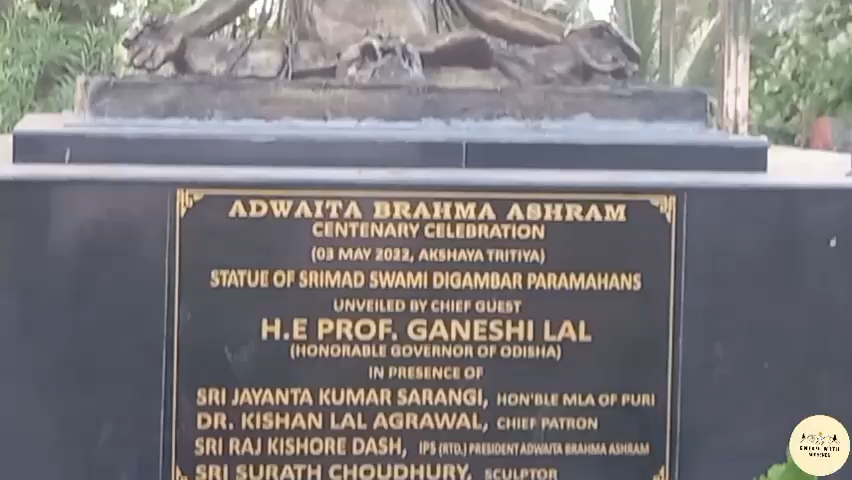 ADWAITA BRAHMA ASHRAM
CENTENARY CELEBRATION
(03 MAY 2022, AKSHAYA TRITIYA)
STATUE OF SRIMAD SWAMI DIGAMBAR PARAMAHANS
UNVEILED BY CHIEF GUEST
H.E PROF. GANESHI LAL
(HONORABLE GOVERNOR OF ODISHA)
IN PRESENCE OF
SRI JAYANTA KUMAR SARANGI, HON'BLE MLA OF PURI
DR. KISHAN LAL AGRAWAL, CHIEF PATRON
SRI RAJ KISHORE DASH, IPS (RTD.) PRESIDENT ADWAITA BRAHMA ASHRAM
SRI SURATH CHOUDHURY, SCULPTOR
WITH